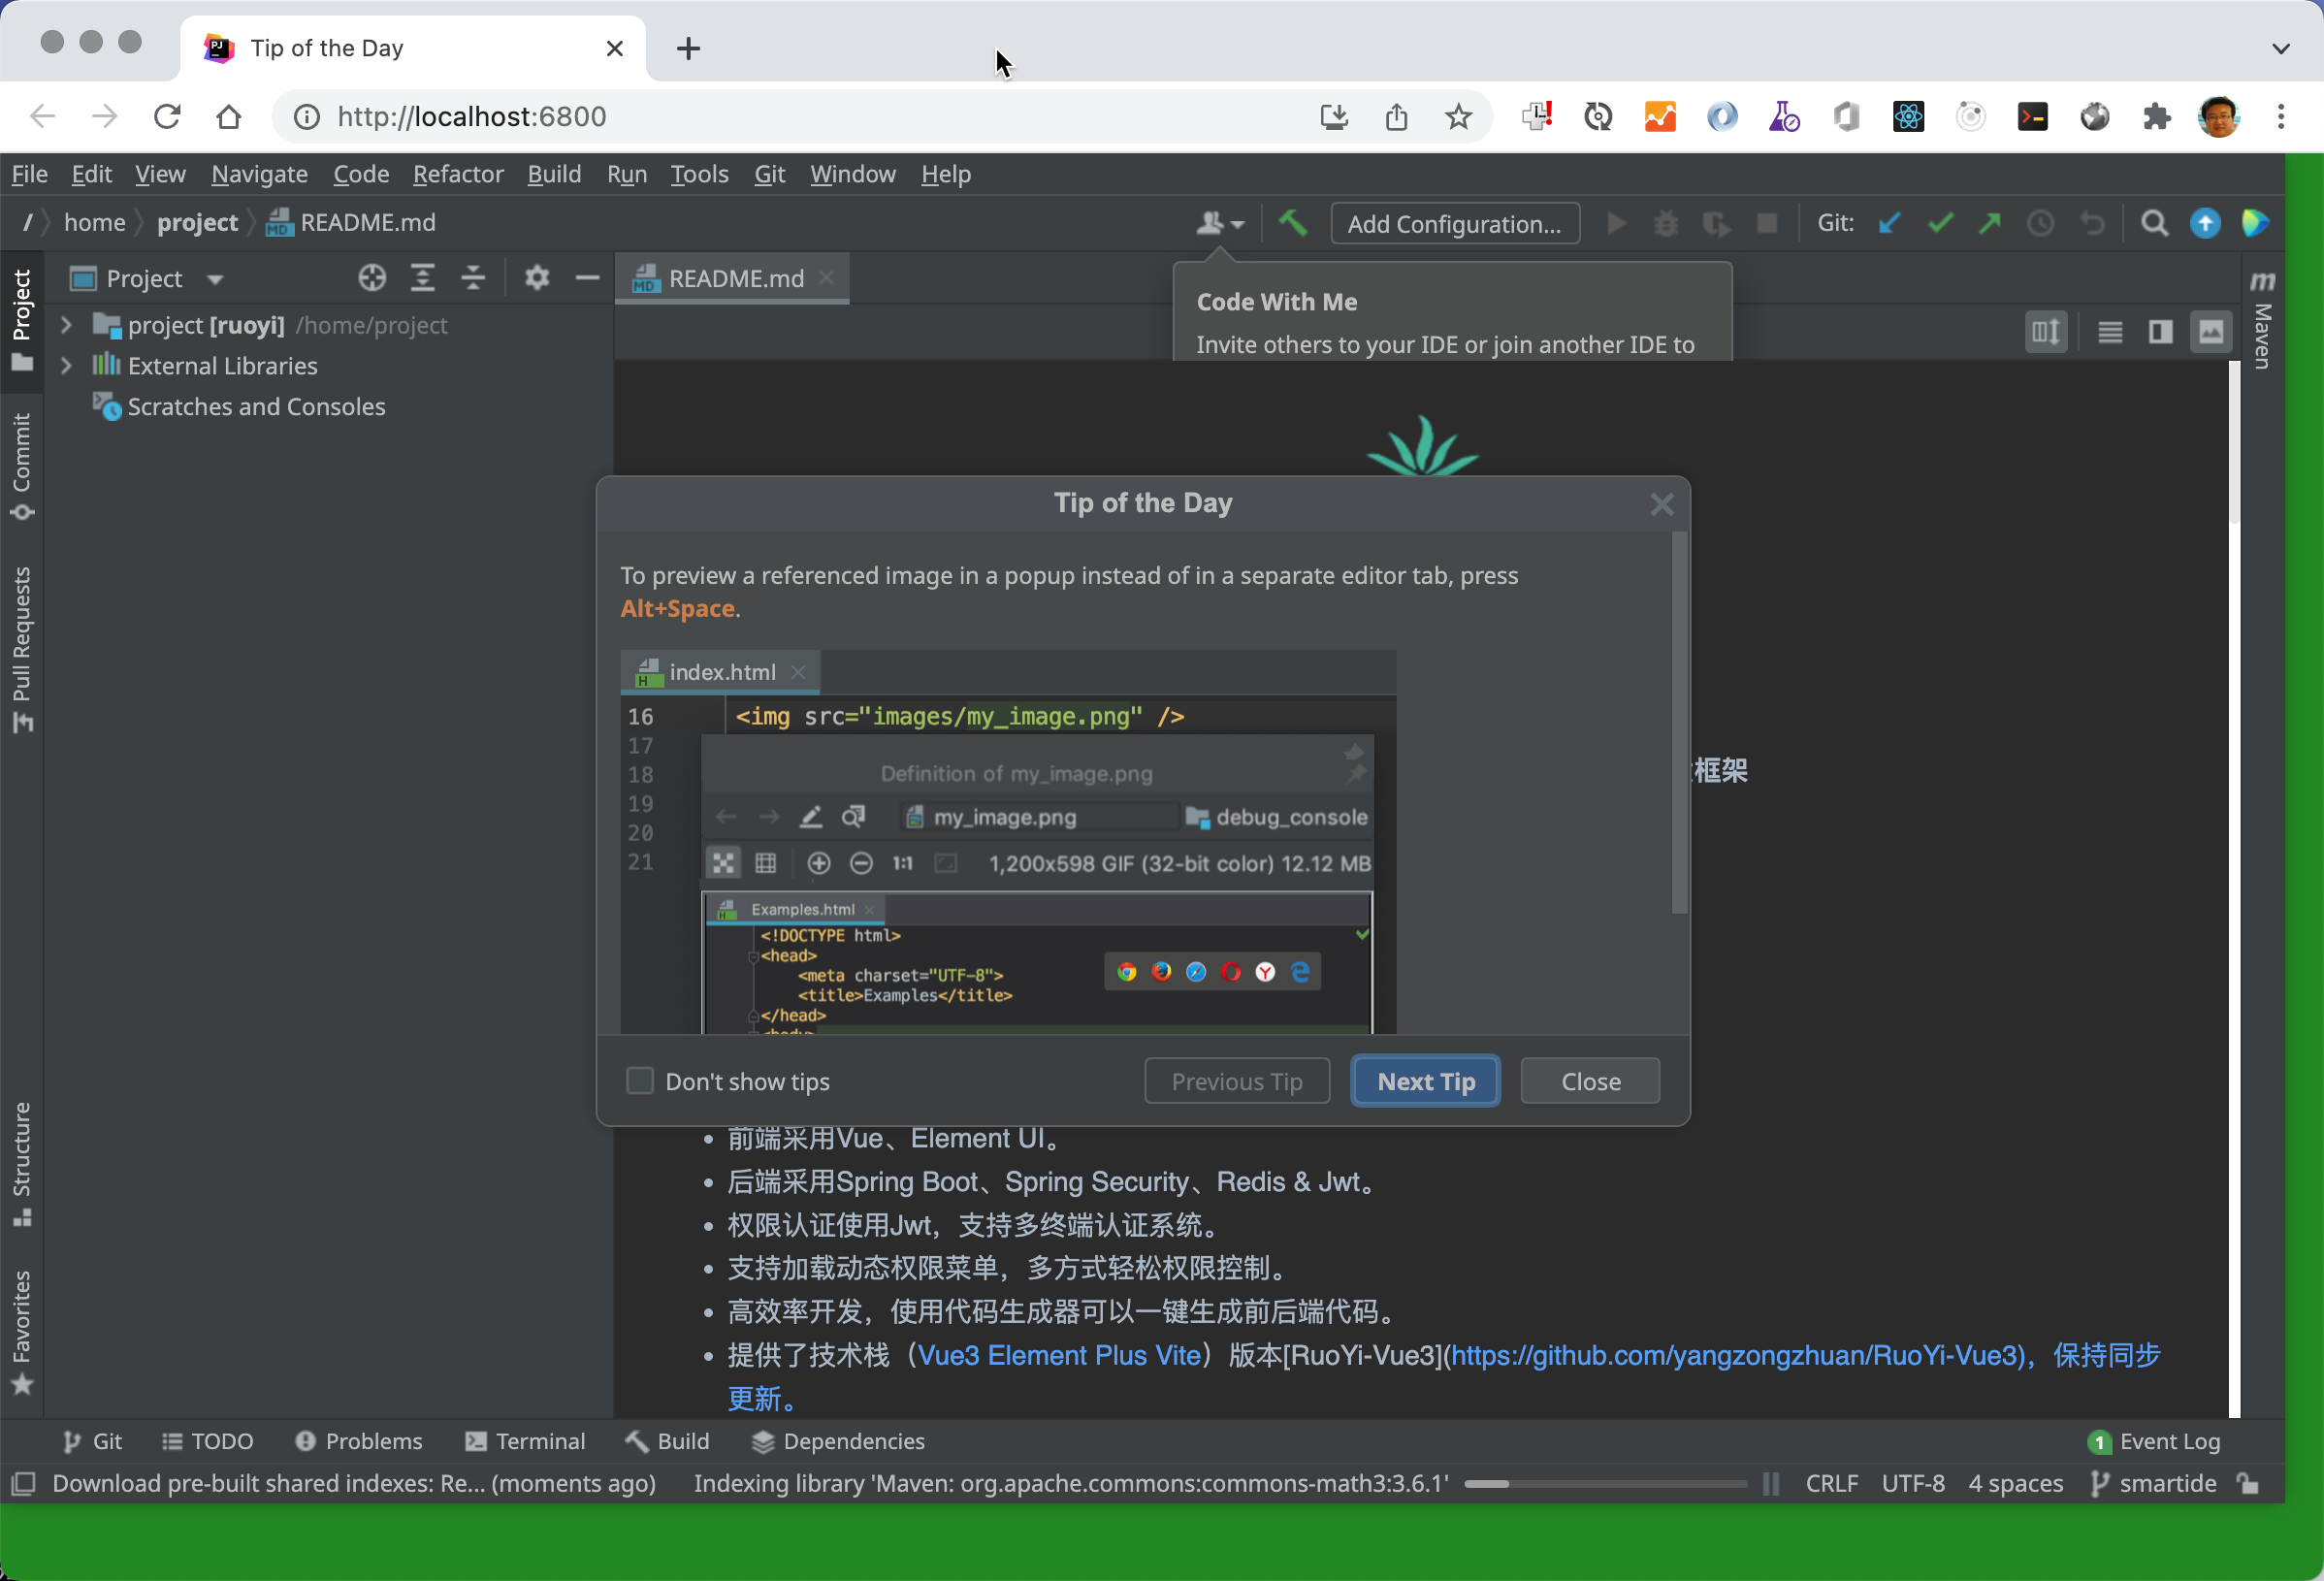 Tip of the Day
http://localhost:6800
File Edit View Navigate Code Refactor Build Run Tools Git Window Help
/ home project README.md
Add Configuration...
Git:
Project
README.md
Code With Me
Invite others to your IDE or join another IDE to
project [ruoyi] /home/project
External Libraries
Scratches and Consoles
Project
Commit
Pull Requests
Structure
Favorites
Maven
Tip of the Day
To preview a referenced image in a popup instead of in a separate editor tab, press
Alt+Space.
index.html
16 <img src="images/my_image.png" />
17
18
19
20
21
Definition of my_image.png
my_image.png debug_console
1:1 1,200x598 GIF (32-bit color) 12.12 MB
Examples.html
<!DOCTYPE html>
<head>
<meta charset="UTF-8">
<title>Examples</title>
</head>
<body>
框架
Don't show tips Previous Tip Next Tip Close
前端采用Vue、Element UI。
后端采用Spring Boot、Spring Security、Redis & Jwt。
权限认证使用Jwt，支持多终端认证系统。
支持加载动态权限菜单，多方式轻松权限控制。
高效率开发，使用代码生成器可以一键生成前后端代码。
提供了技术栈（Vue3 Element Plus Vite）版本[RuoYi-Vue3](https://github.com/yangzongzhuan/RuoYi-Vue3)，保持同步
更新。
Git TODO Problems Terminal Build Dependencies 1 Event Log
Download pre-built shared indexes: Re... (moments ago) Indexing library 'Maven: org.apache.commons:commons-math3:3.6.1' CRLF UTF-8 4 spaces smartide